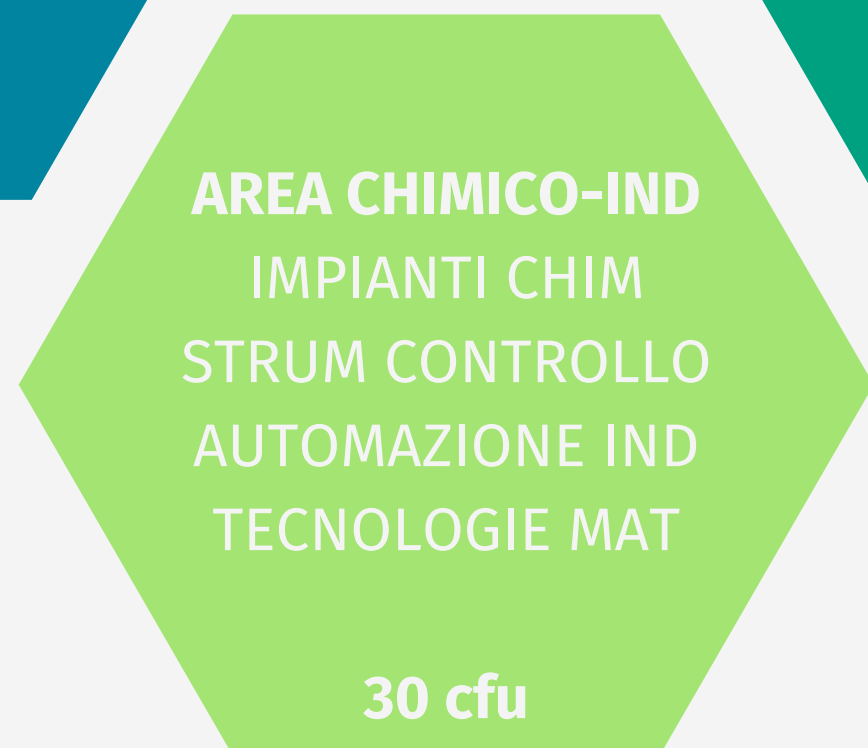 AREA CHIMICO-IND
IMPIANTI CHIM
STRUM CONTROLLO
AUTOMAZIONE IND
TECNOLOGIE MAT
30 cfu